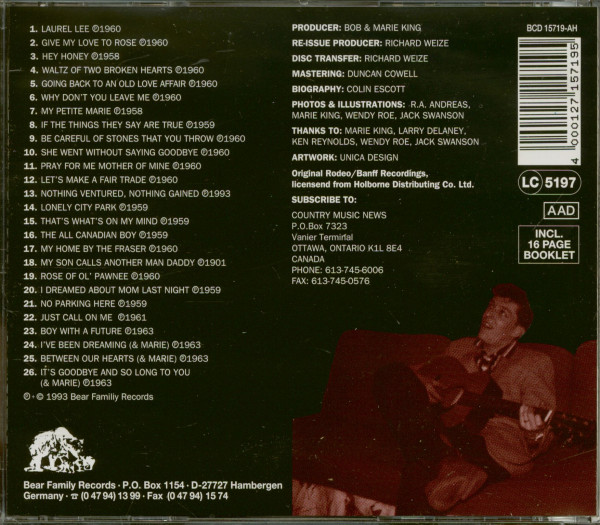 1. LAUREL LEE ℗1960
2. GIVE MY LOVE TO ROSE ℗1960
3. HEY HONEY ℗1958
4. WALTZ OF TWO BROKEN HEARTS ℗1960
5. GOING BACK TO AN OLD LOVE AFFAIR ℗1960
6. WHY DON'T YOU LEAVE ME ℗1960
7. MY PETITE MARIE ℗1958
8. IF THE THINGS THEY SAY ARE TRUE ℗1959
9. BE CAREFUL OF STONES THAT YOU THROW ℗1960
10. SHE WENT WITHOUT SAYING GOODBYE ℗1960
11. PRAY FOR ME MOTHER OF MINE ℗1960
12. LET'S MAKE A FAIR TRADE ℗1960
13. NOTHING VENTURED, NOTHING GAINED ℗1993
14. LONELY CITY PARK ℗1959
15. THAT'S WHAT'S ON MY MIND ℗1959
16. THE ALL CANADIAN BOY ℗1959
17. MY HOME BY THE FRASER ℗1960
18. MY SON CALLS ANOTHER MAN DADDY ℗1901
19. ROSE OF OL' PAWNEE ℗1960
20. I DREAMED ABOUT MOM LAST NIGHT ℗1959
21. NO PARKING HERE ℗1959
22. JUST CALL ON ME ℗1961
23. BOY WITH A FUTURE ℗1963
24. I'VE BEEN DREAMING (& MARIE) ℗1963
25. BETWEEN OUR HEARTS (& MARIE) ℗1963
26. IT'S GOODBYE AND SO LONG TO YOU
(& MARIE) ℗1963
℗ + © 1993 Bear Familiy Records
Bear Family Records · P.O. Box 1154 · D-27727 Hambergen
Germany · ☎ (0 47 94) 13 99 · Fax (0 47 94) 15 74
PRODUCER: BOB & MARIE KING
RE-ISSUE PRODUCER: RICHARD WEIZE
DISC TRANSFER: RICHARD WEIZE
MASTERING: DUNCAN COWELL
BIOGRAPHY: COLIN ESCOTT
PHOTOS & ILLUSTRATIONS: R.A. ANDREAS,
MARIE KING, WENDY ROE, JACK SWANSON
THANKS TO: MARIE KING, LARRY DELANEY,
KEN REYNOLDS, WENDY ROE, JACK SWANSON
ARTWORK: UNICA DESIGN
Original Rodeo/Banff Recordings,
licensend from Holborne Distributing Co. Ltd.
SUBSCRIBE TO:
COUNTRY MUSIC NEWS
P.O.Box 7323
Vanier Termirtal
OTTAWA, ONTARIO K1L 8E4
CANADA
PHONE: 613-745-6006
FAX: 613-745-0576
BCD 15719-AH
4 000127 157195
LC 5197
AAD
INCL.
16 PAGE
BOOKLET